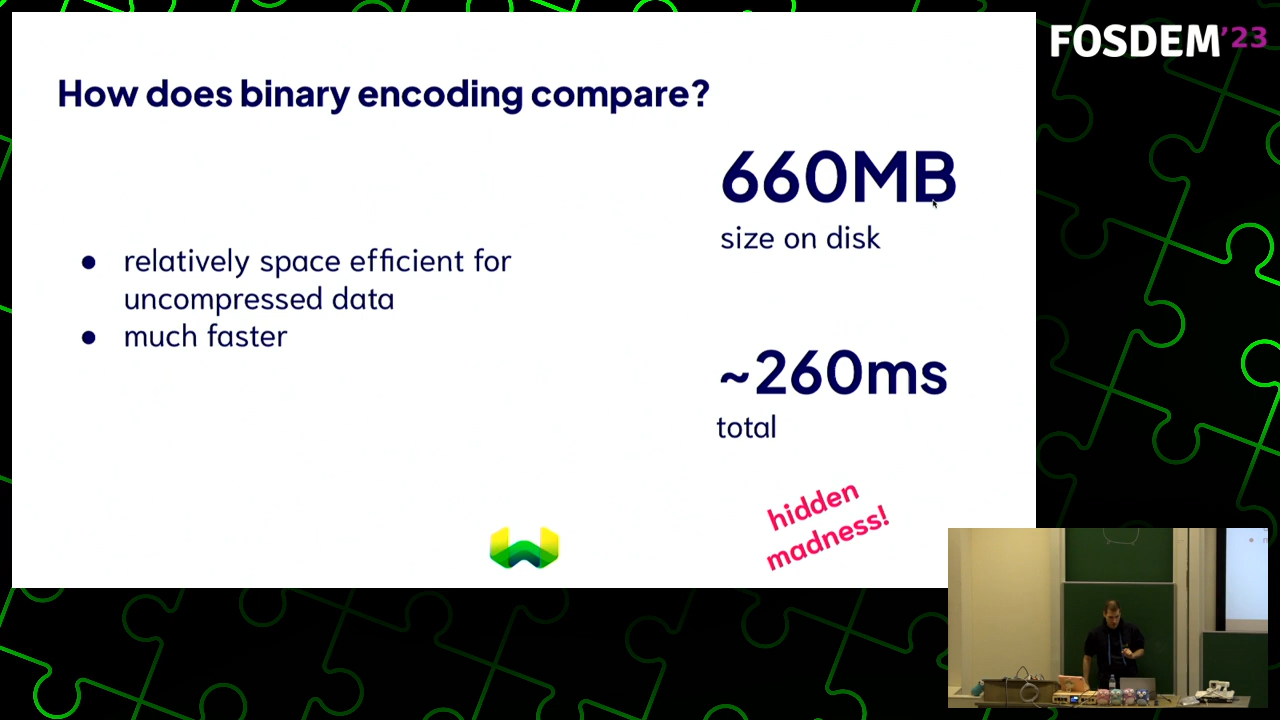 FOSDEM'23
How does binary encoding compare?
660MB
size on disk
● relatively space efficient for
uncompressed data
● much faster
~260ms
total
hidden
madness!